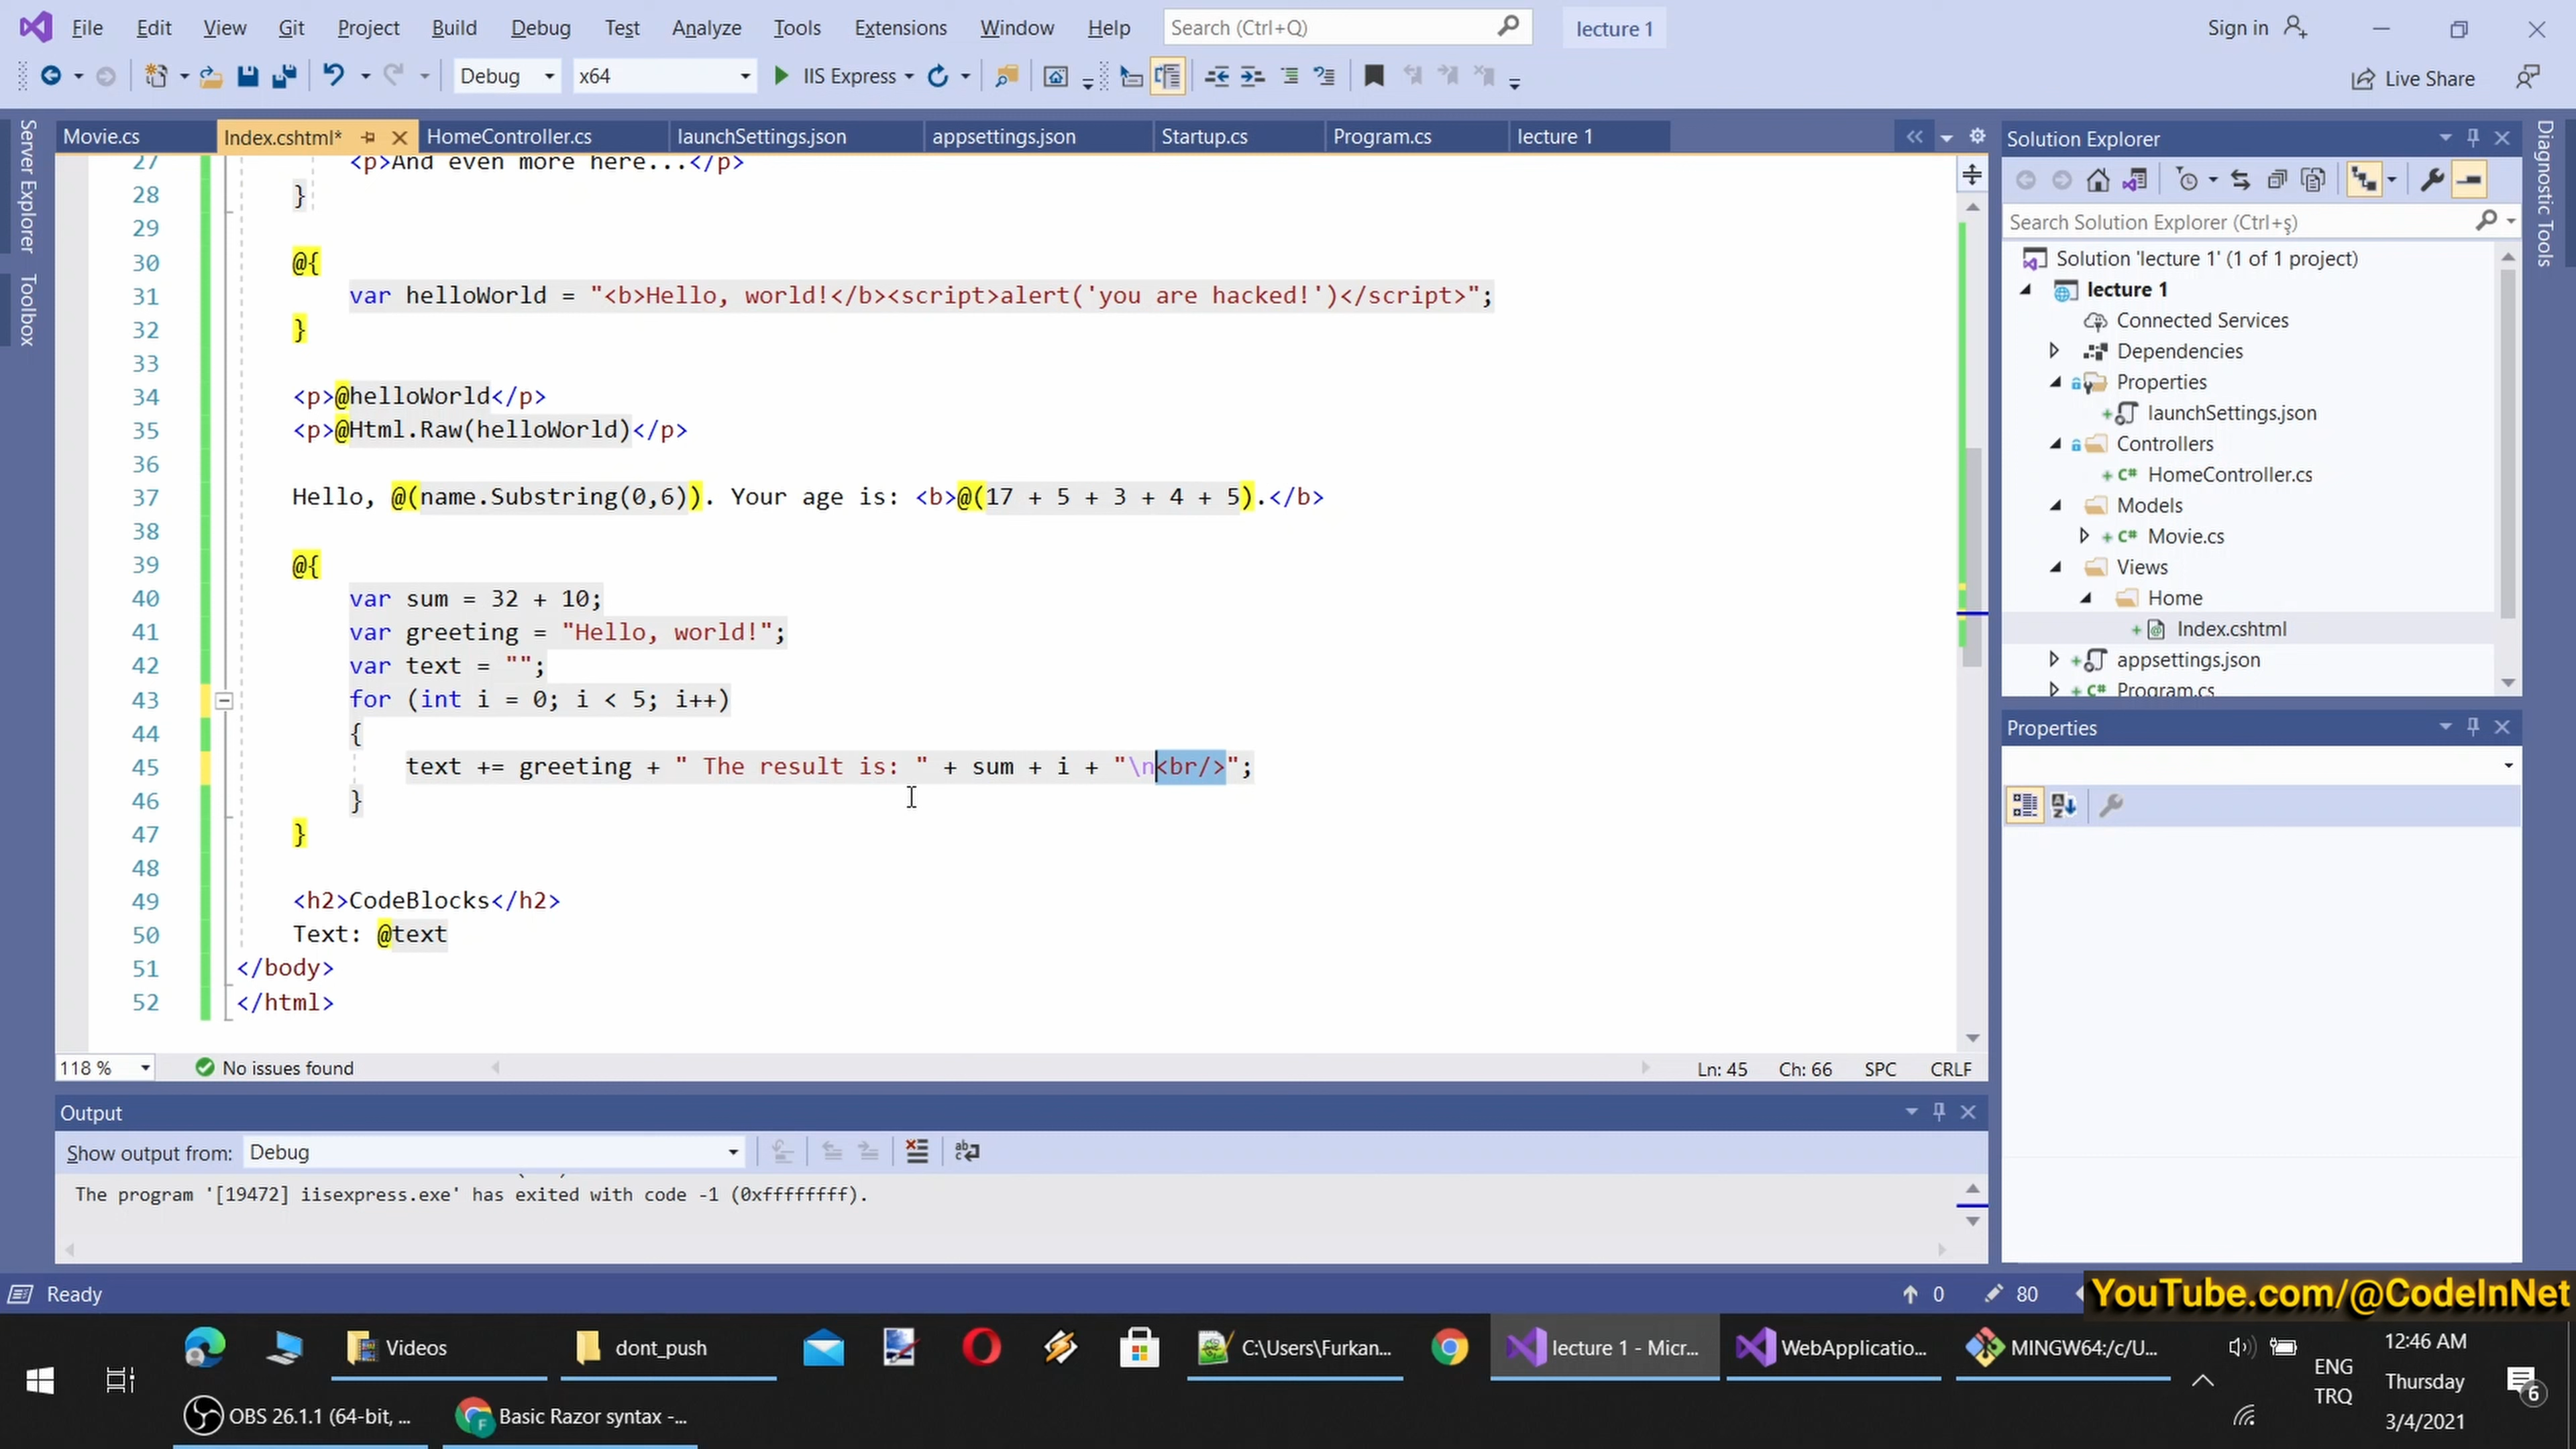 File Edit View Git Project Build Debug Test Analyze Tools Extensions Window Help Search (Ctrl+Q) lecture 1 Sign in
Debug x64 IIS Express Live Share
Movie.cs Index.cshtml* HomeController.cs launchSettings.json appsettings.json Startup.cs Program.cs lecture 1
Server Explorer
Toolbox
27 <p>And even more here...</p>
28 }
29
30 @{
31 var helloWorld = "<b>Hello, world!</b><script>alert('you are hacked!')</script>";
32 }
33
34 <p>@helloWorld</p>
35 <p>@Html.Raw(helloWorld)</p>
36
37 Hello, @(name.Substring(0,6)). Your age is: <b>@(17 + 5 + 3 + 4 + 5).</b>
38
39 @{
40 var sum = 32 + 10;
41 var greeting = "Hello, world!";
42 var text = "";
43 for (int i = 0; i < 5; i++)
44 {
45 text += greeting + " The result is: " + sum + i + "\n<br/>";
46 }
47 }
48
49 <h2>CodeBlocks</h2>
50 Text: @text
51 </body>
52 </html>
118 % No issues found Ln: 45 Ch: 66 SPC CRLF
Output
Show output from: Debug
The program '[19472] iisexpress.exe' has exited with code -1 (0xffffffff).
Solution Explorer
Search Solution Explorer (Ctrl+ş)
Solution 'lecture 1' (1 of 1 project)
lecture 1
Connected Services
Dependencies
Properties
launchSettings.json
Controllers
HomeController.cs
Models
Movie.cs
Views
Home
Index.cshtml
appsettings.json
Program.cs
Properties
Diagnostic Tools
Ready 0 80
YouTube.com/@CodeInNet
Videos dont_push C:\Users\Furkan... lecture 1 - Micr... WebApplicatio... MINGW64:/c/U...
OBS 26.1.1 (64-bit, ... Basic Razor syntax -...
ENG
TRQ
12:46 AM
Thursday
3/4/2021
6